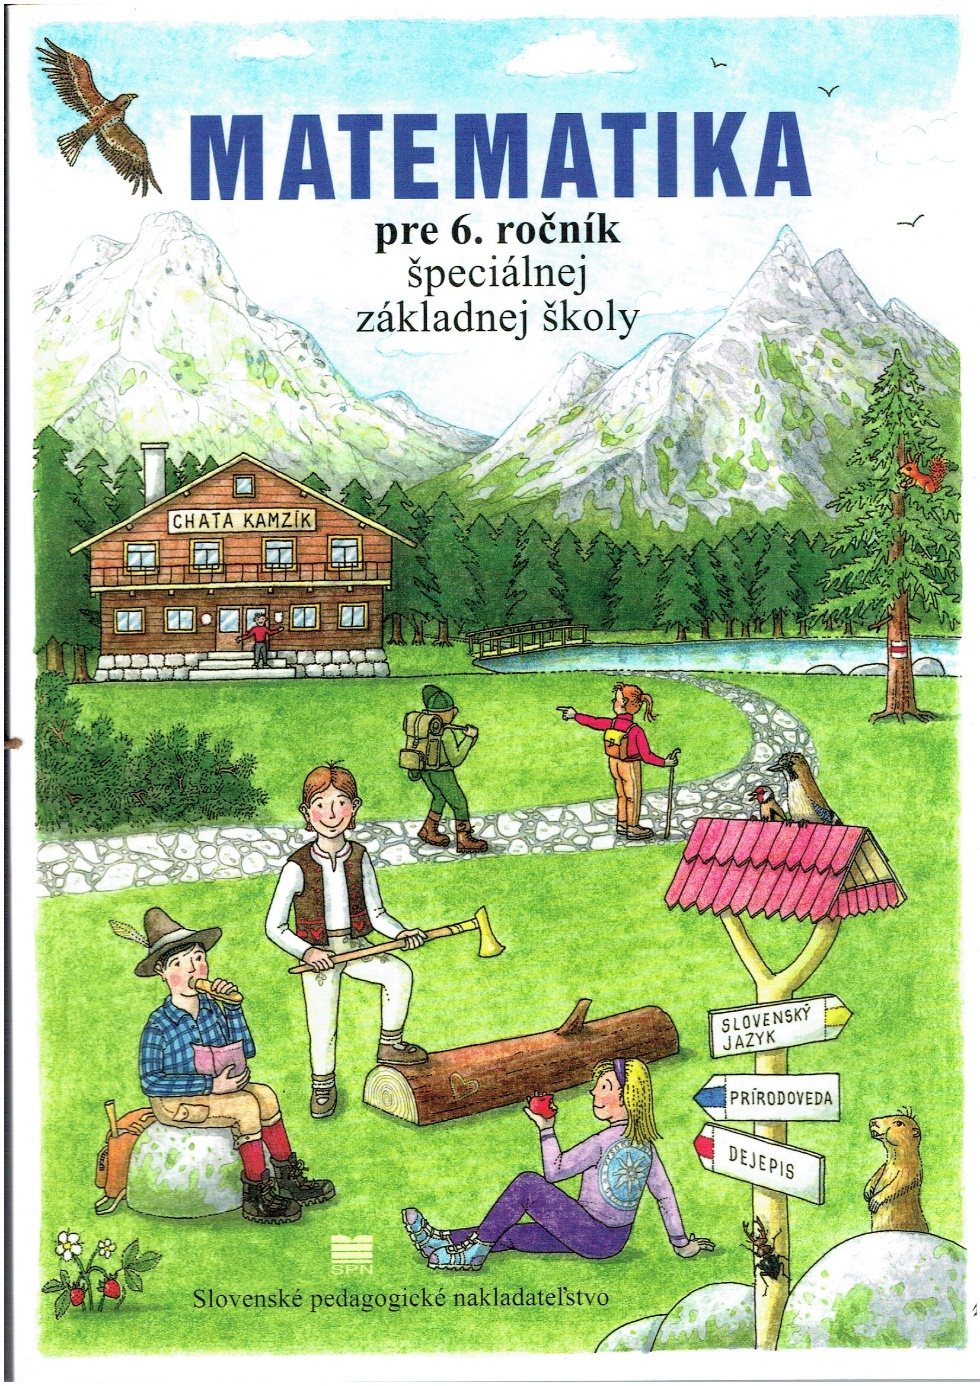 MATEMATIKA
pre 6. ročník
špeciálnej
základnej školy
CHATA KAMZÍK
SLOVENSKÝ
JAZYK
PRÍRODOVEDA
DEJEPIS
SPN
Slovenské pedagogické nakladateľstvo